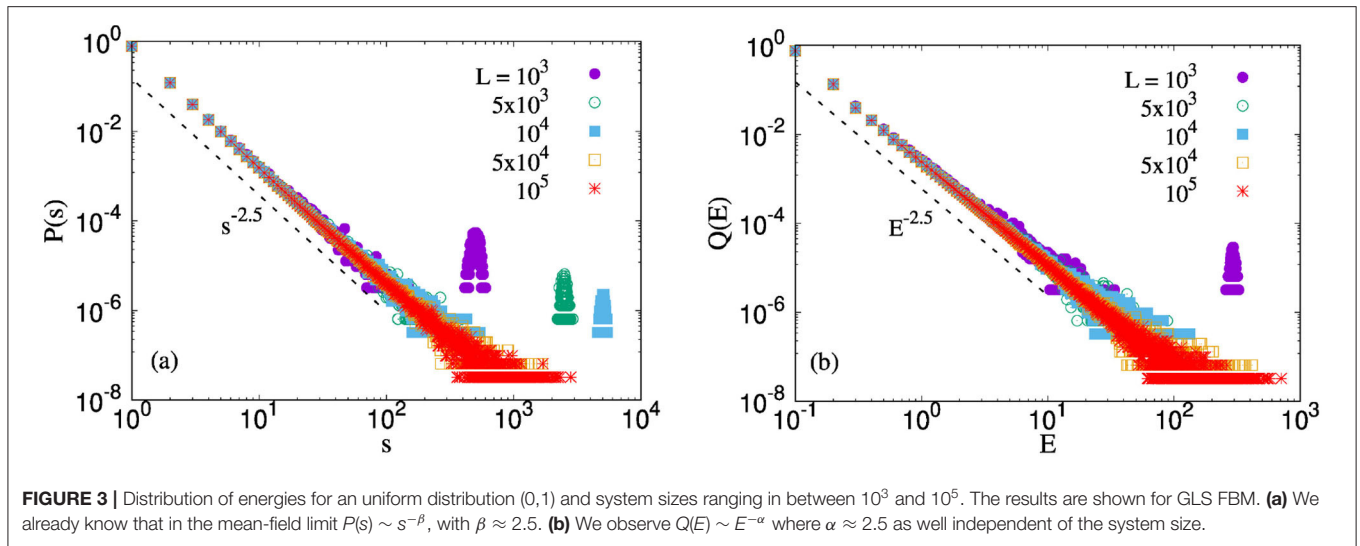 10^0
10^-2
10^-4
10^-6
10^-8
P(s)
10^0 10^1 10^2 10^3 10^4
s
L = 10^3
5x10^3
10^4
5x10^4
10^5
s^-2.5
(a)
10^0
10^-2
10^-4
10^-6
10^-8
Q(E)
10^-1 10^0 10^1 10^2 10^3
E
L = 10^3
5x10^3
10^4
5x10^4
10^5
E^-2.5
(b)
FIGURE 3 | Distribution of energies for an uniform distribution (0,1) and system sizes ranging in between 10^3 and 10^5. The results are shown for GLS FBM. (a) We
already know that in the mean-field limit P(s) ∼ s^−β, with β ≈ 2.5. (b) We observe Q(E) ∼ E^−α where α ≈ 2.5 as well independent of the system size.